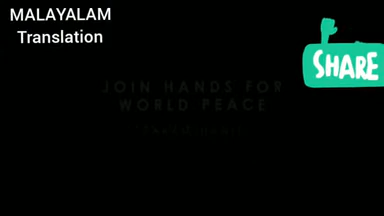 MALAYALAM
Translation
SHARE
JOIN HANDS FOR
WORLD PEACE